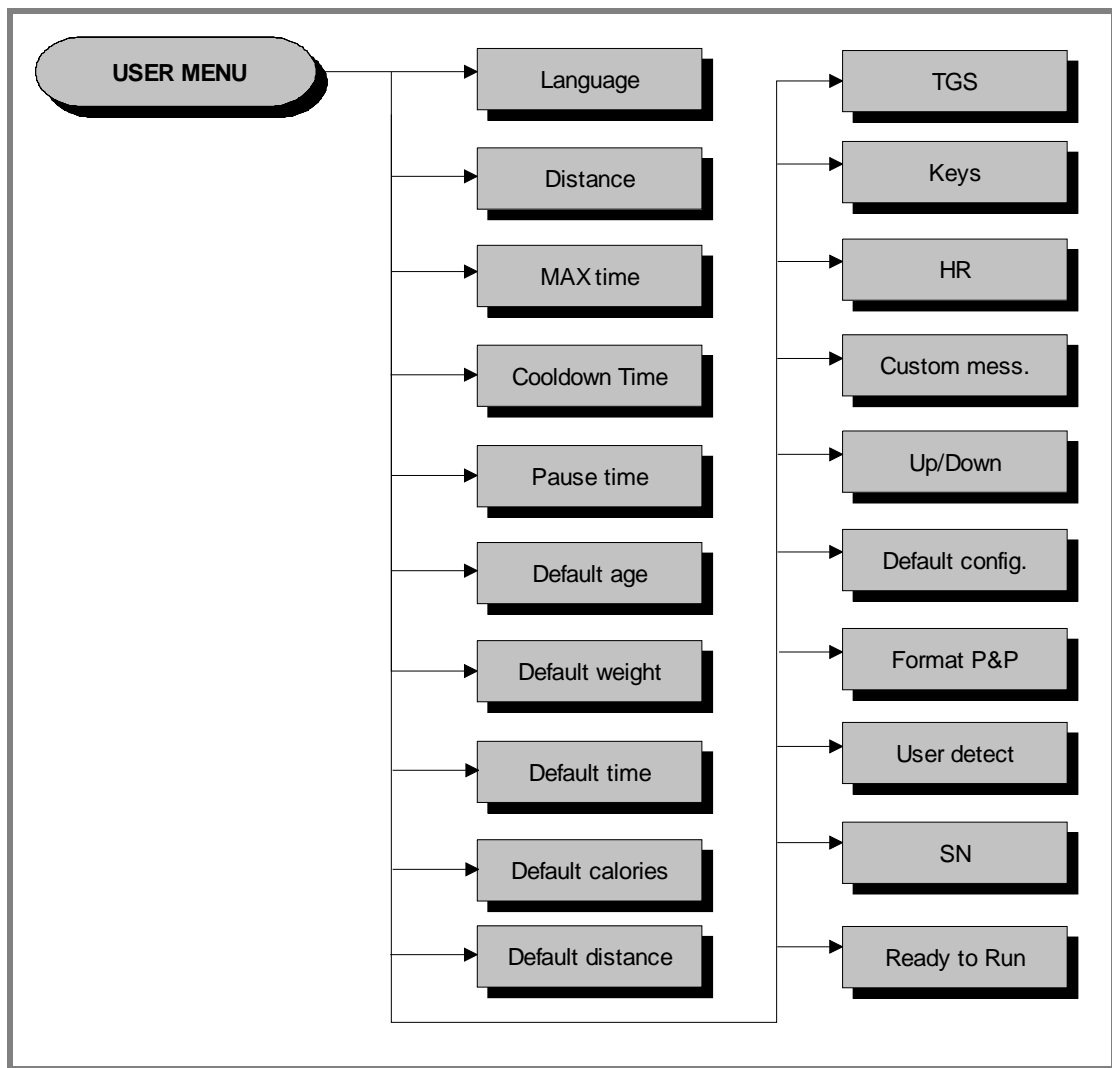 USER MENU
Language
Distance
MAX time
Cooldown Time
Pause time
Default age
Default weight
Default time
Default calories
Default distance
TGS
Keys
HR
Custom mess.
Up/Down
Default config.
Format P&P
User detect
SN
Ready to Run